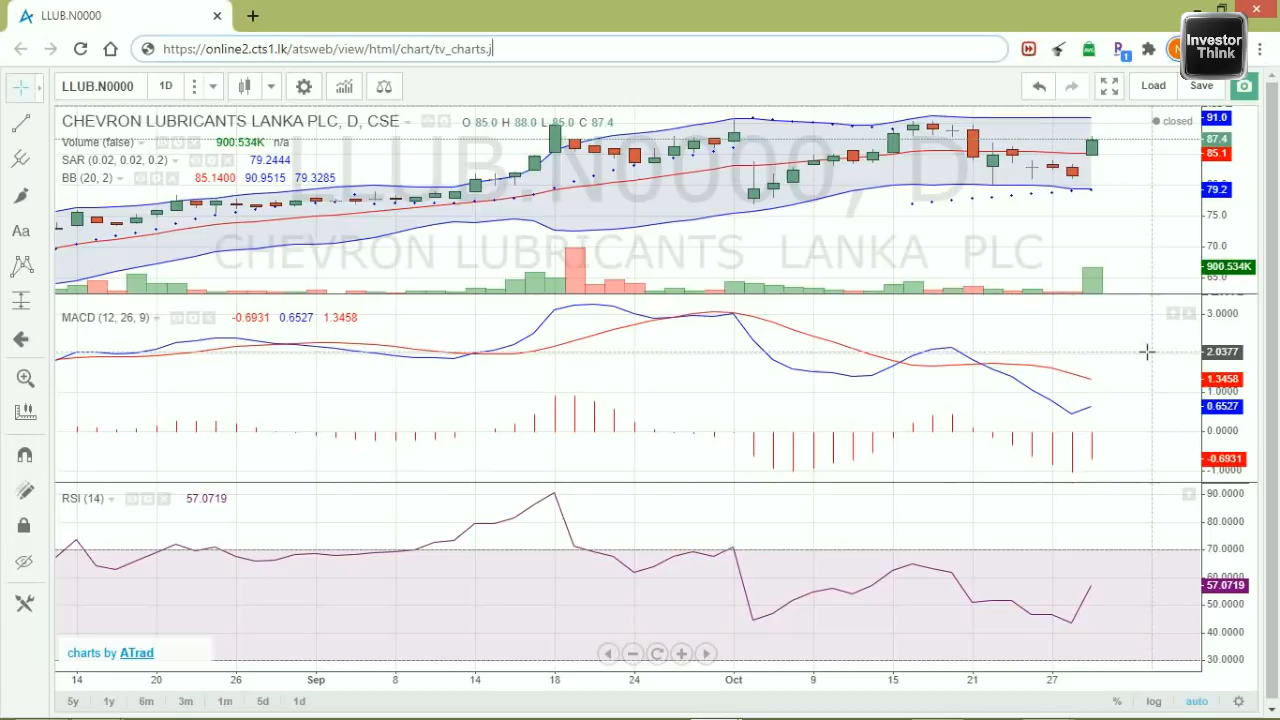 LLUB.N0000
https://online2.cts1.lk/atsweb/view/html/chart/tv_charts.j
Investor
Think
LLUB.N0000 1D
Load Save
CHEVRON LUBRICANTS LANKA PLC, D, CSE O 85.0 H 88.0 L 85.0 C 87.4
closed
Volume (false) 900.534K n/a
SAR (0.02, 0.02, 0.2) 79.2444
BB (20, 2) 85.1400 90.9515 79.3285
LLUB.N0000, D
CHEVRON LUBRICANTS LANKA PLC
91.0
87.4
85.1
79.2
75.0
70.0
900.534K
65.0
MACD (12, 26, 9) -0.6931 0.6527 1.3458
3.0000
2.0377
1.3458
1.0000
0.6527
0.0000
-0.6931
-1.0000
RSI (14) 57.0719
90.0000
80.0000
70.0000
60.0000
57.0719
50.0000
40.0000
30.0000
charts by ATrad
14 20 26 Sep 8 14 18 24 Oct 9 15 21 27
5y 1y 6m 3m 1m 5d 1d
% log auto
Aa